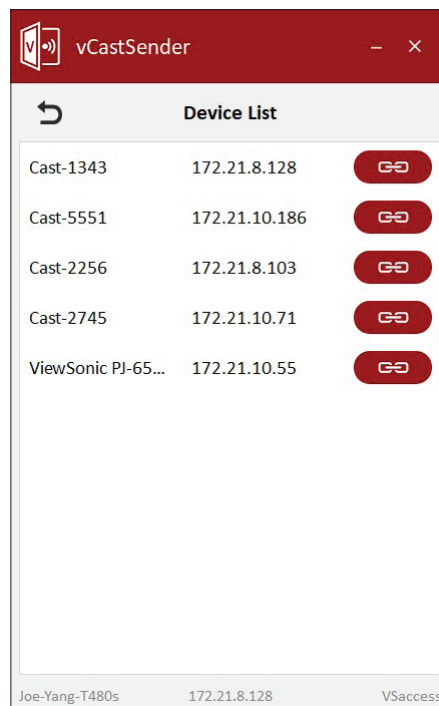 V vCastSender
Device List
Cast-1343 172.21.8.128
Cast-5551 172.21.10.186
Cast-2256 172.21.8.103
Cast-2745 172.21.10.71
ViewSonic PJ-65... 172.21.10.55
Joe-Yang-T480s 172.21.8.128 VSaccess